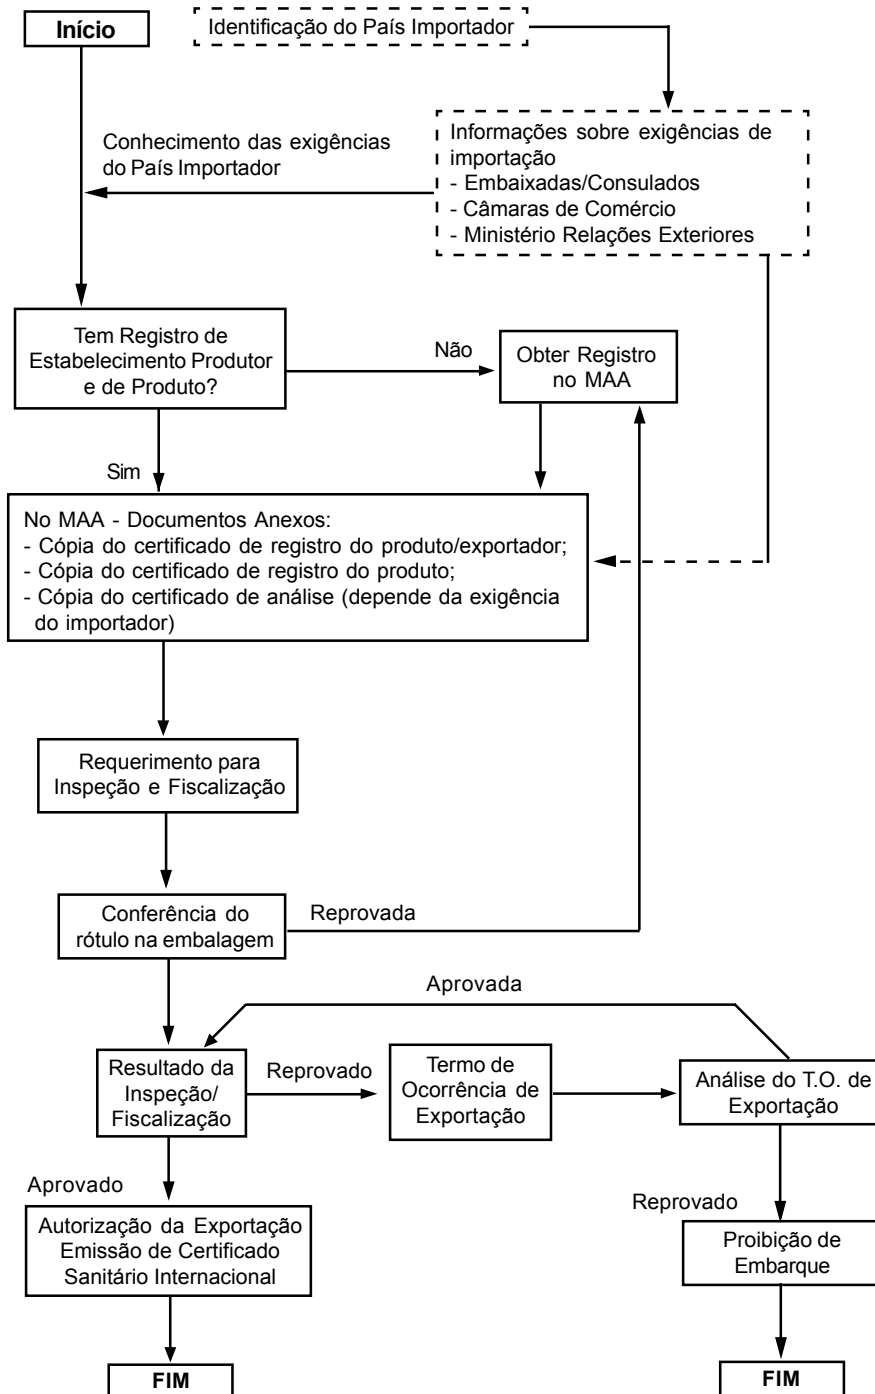 Início
Identificação do País Importador
Conhecimento das exigências
do País Importador
Informações sobre exigências de
importação
- Embaixadas/Consulados
- Câmaras de Comércio
- Ministério Relações Exteriores
Tem Registro de
Estabelecimento Produtor
e de Produto?
Não
Obter Registro
no MAA
Sim
No MAA - Documentos Anexos:
- Cópia do certificado de registro do produto/exportador;
- Cópia do certificado de registro do produto;
- Cópia do certificado de análise (depende da exigência
do importador)
Requerimento para
Inspeção e Fiscalização
Conferência do
rótulo na embalagem
Reprovada
Aprovada
Resultado da
Inspeção/
Fiscalização
Reprovado
Termo de
Ocorrência de
Exportação
Análise do T.O. de
Exportação
Aprovado
Reprovado
Autorização da Exportação
Emissão de Certificado
Sanitário Internacional
Proibição de
Embarque
FIM
FIM